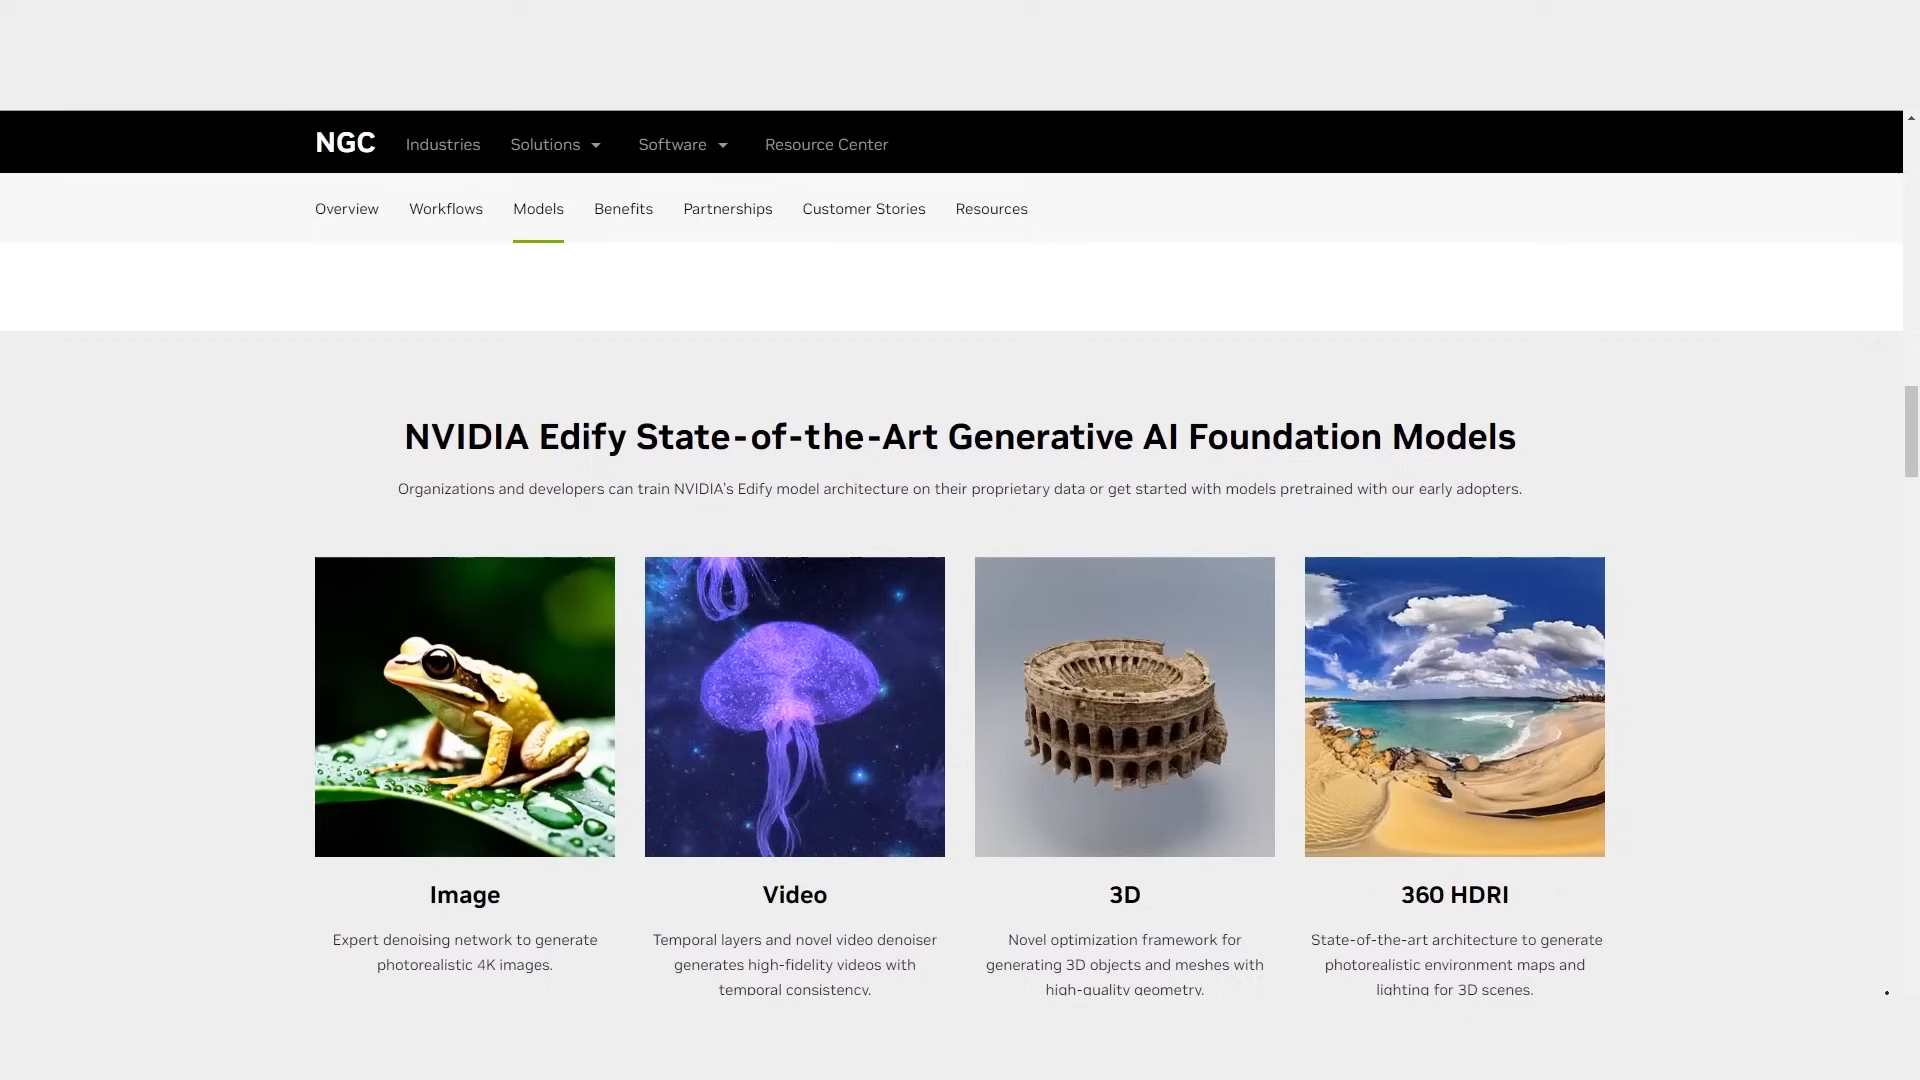 NGC Industries Solutions Software Resource Center
Overview Workflows Models Benefits Partnerships Customer Stories Resources
NVIDIA Edify State-of-the-Art Generative AI Foundation Models
Organizations and developers can train NVIDIA's Edify model architecture on their proprietary data or get started with models pretrained with our early adopters.
Image
Expert denoising network to generate
photorealistic 4K images.
Video
Temporal layers and novel video denoiser
generates high-fidelity videos with
temporal consistency.
3D
Novel optimization framework for
generating 3D objects and meshes with
high-quality geometry.
360 HDRI
State-of-the-art architecture to generate
photorealistic environment maps and
lighting for 3D scenes.